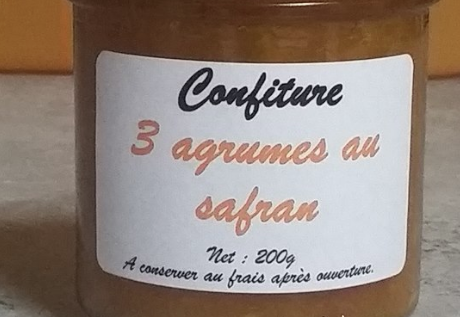 Confiture
3 agrumes au
safran
Net : 200g
A conserver au frais après ouverture.